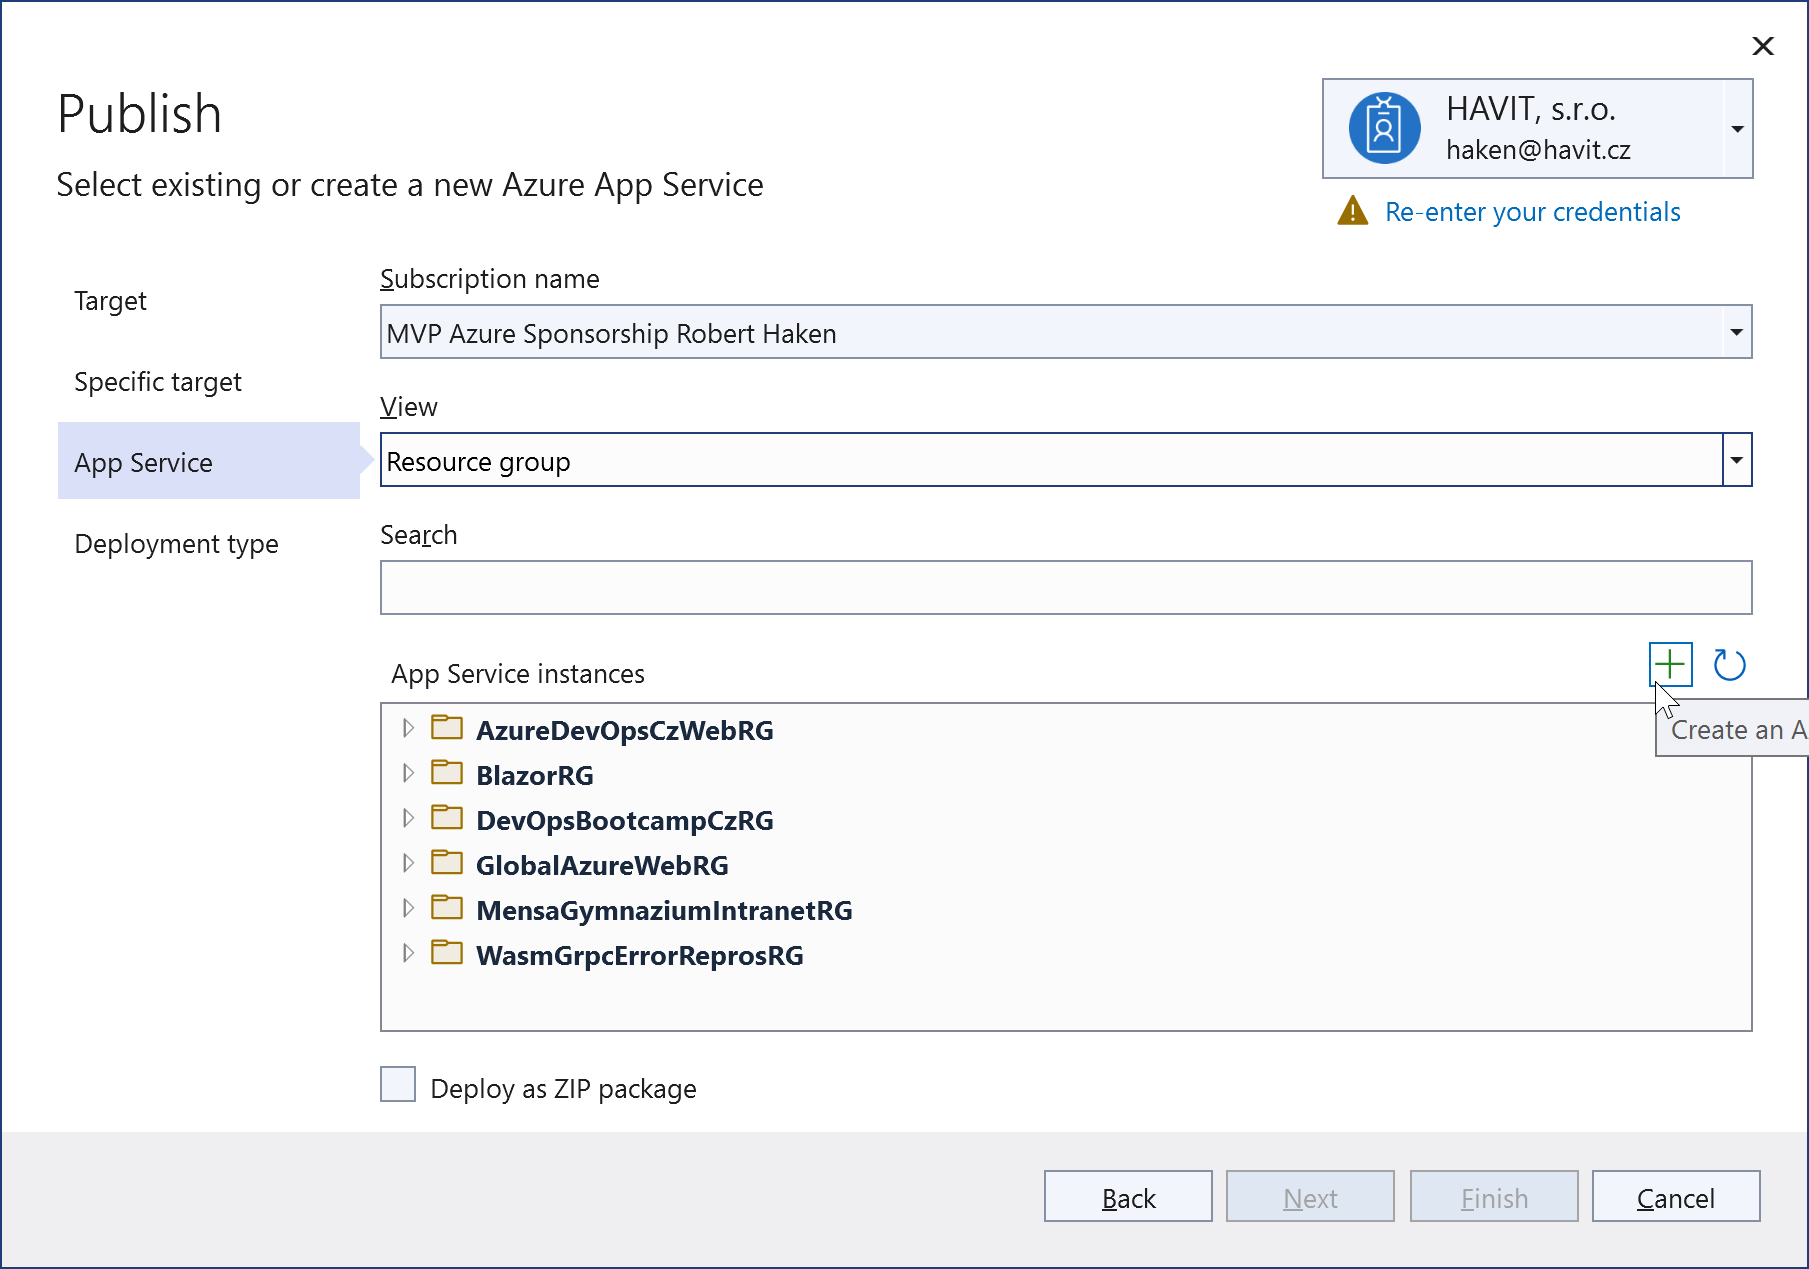 Publish
Select existing or create a new Azure App Service
HAVIT, s.r.o.
haken@havit.cz
Re-enter your credentials
Target
Specific target
App Service
Deployment type
Subscription name
MVP Azure Sponsorship Robert Haken
View
Resource group
Search
App Service instances
Create an A
AzureDevOpsCzWebRG
BlazorRG
DevOpsBootcampCzRG
GlobalAzureWebRG
MensaGymnaziumIntranetRG
WasmGrpcErrorReprosRG
Deploy as ZIP package
Back
Next
Finish
Cancel